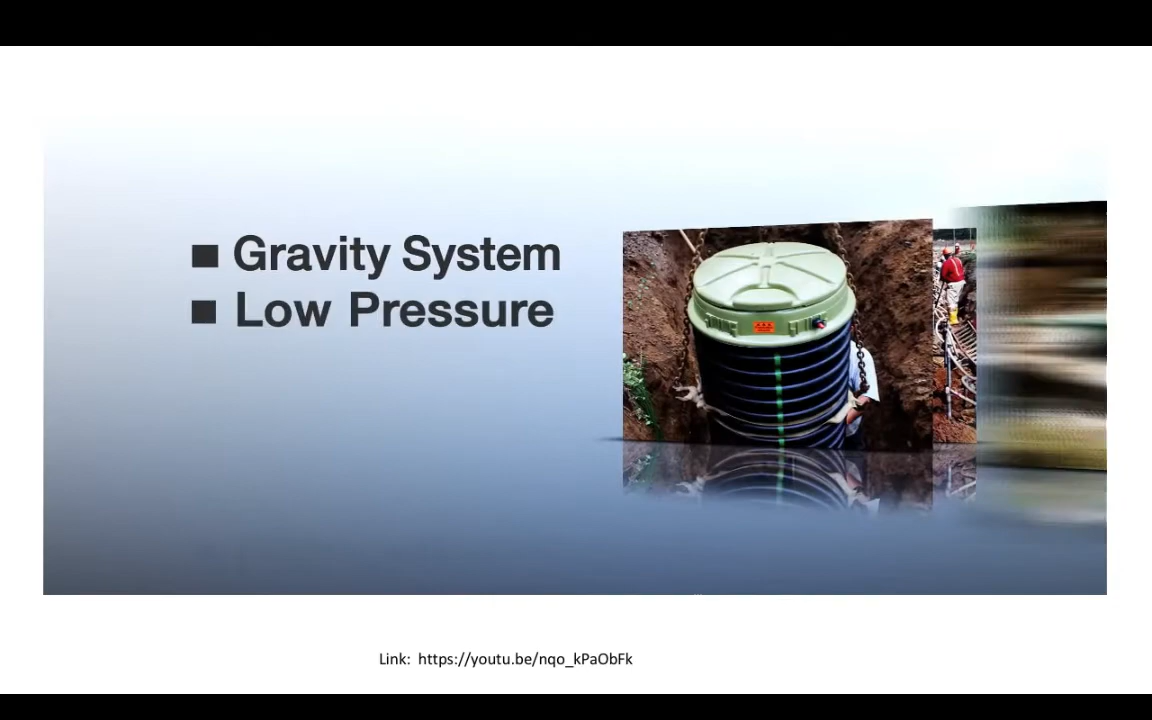 ■ Gravity System
■ Low Pressure
Link: https://youtu.be/nqo_kPaObFk